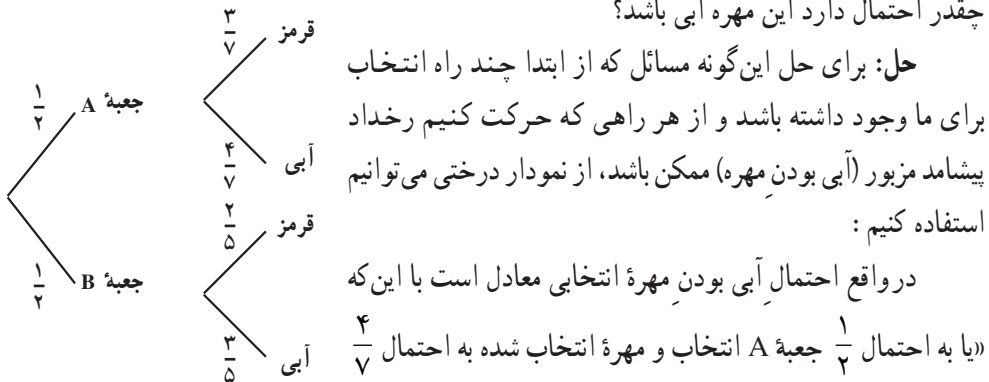 چقدر احتمال دارد این مهره آبی باشد؟
حل: برای حل این‌گونه مسائل که از ابتدا چند راه انتخاب
برای ما وجود داشته باشد و از هر راهی که حرکت کنیم رخداد
پیشامد مزبور (آبی بودنِ مهره) ممکن باشد، از نمودار درختی می‌توانیم
استفاده کنیم :
در واقع احتمالِ آبی بودنِ مهرهٔ انتخابی معادل است با این‌که
«یا به احتمال ۱/۲ جعبهٔ A انتخاب و مهرهٔ انتخاب شده به احتمال ۴/۷
۱/۲ جعبهٔ A
۳/۷ قرمز
۴/۷ آبی
۱/۲ جعبهٔ B
۲/۵ قرمز
۳/۵ آبی